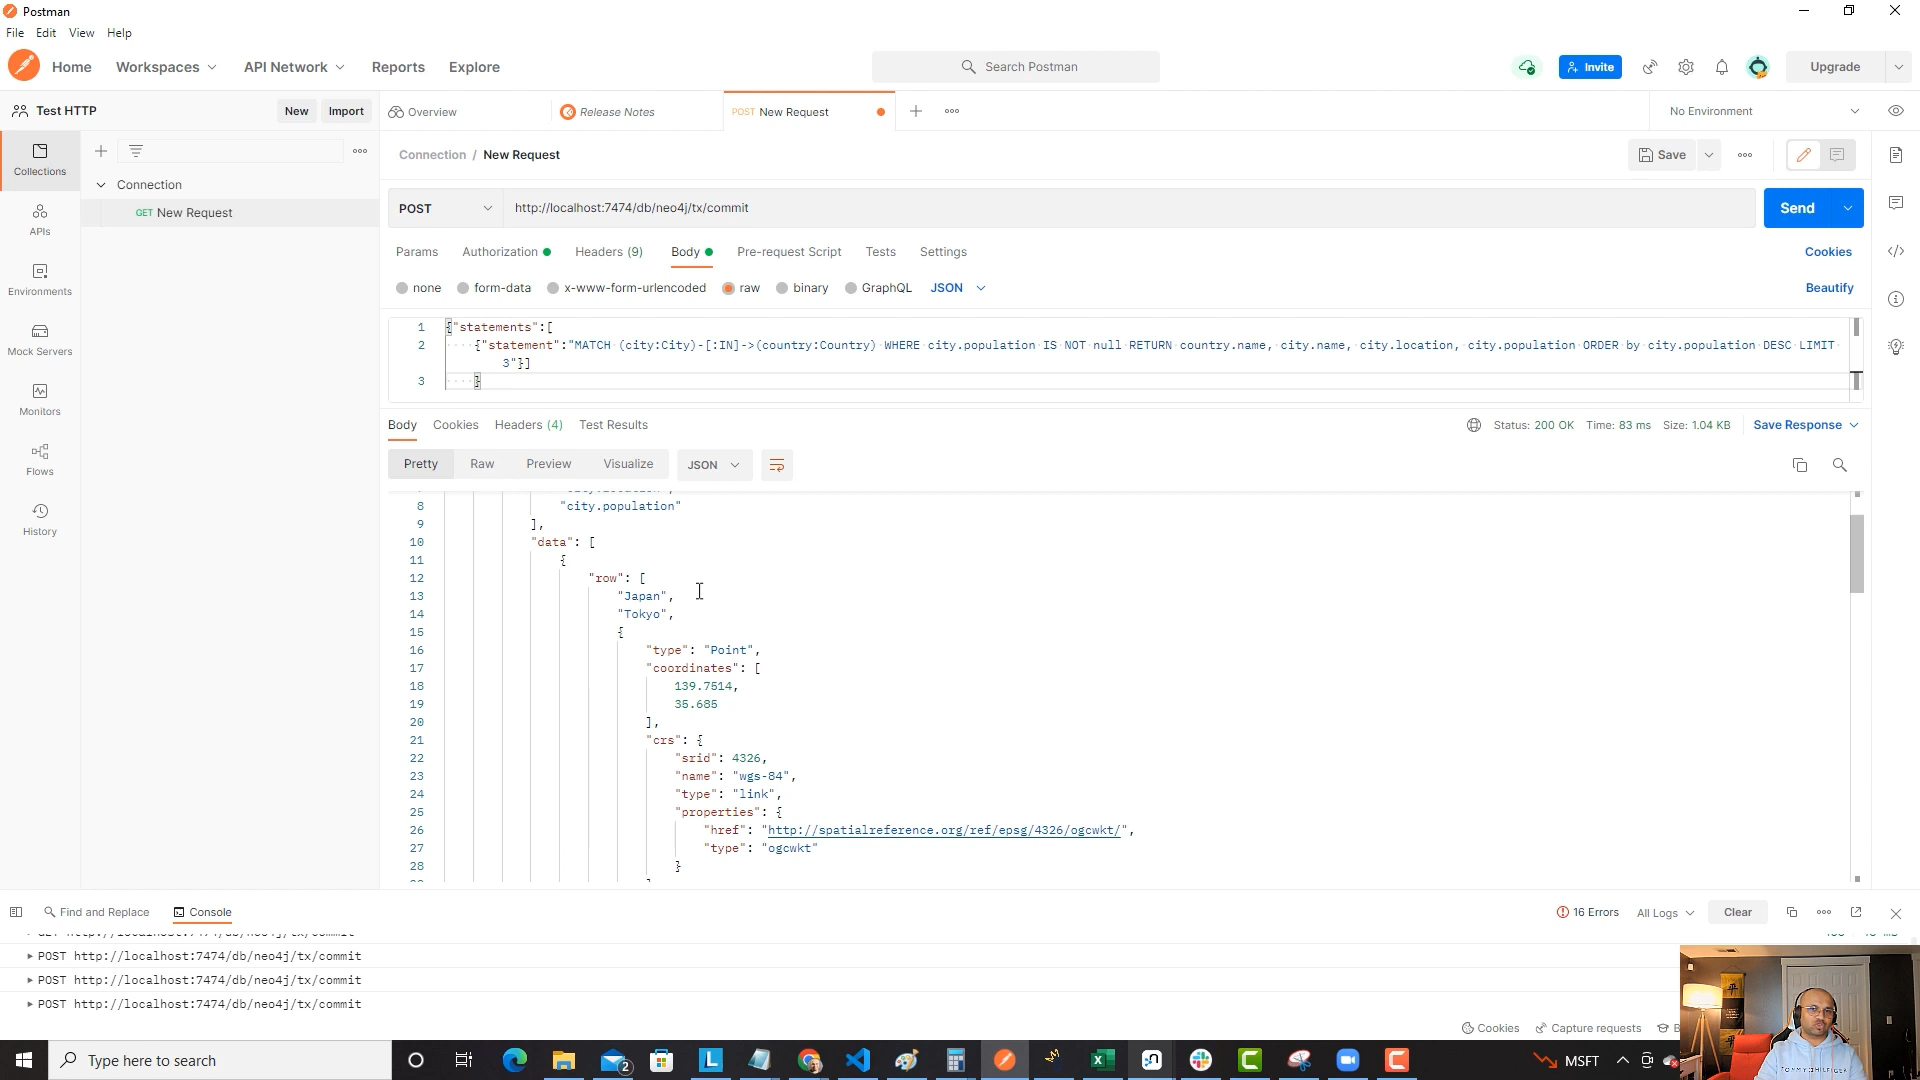 Postman
File Edit View Help
Home Workspaces API Network Reports Explore
Search Postman
Invite
Upgrade
Test HTTP
New Import
Overview
Release Notes
POST New Request
No Environment
Collections
Connection
GET New Request
APIs
Environments
Mock Servers
Monitors
Flows
History
Connection / New Request
Save
POST
http://localhost:7474/db/neo4j/tx/commit
Send
Params Authorization Headers (9) Body Pre-request Script Tests Settings
Cookies
none form-data x-www-form-urlencoded raw binary GraphQL JSON
Beautify
1 {"statements":[
2 ····{"statement":"MATCH·(city:City)-[:IN]->(country:Country)·WHERE·city.population·IS·NOT·null·RETURN·country.name,·city.name,·city.location,·city.population·ORDER·by·city.population·DESC·LIMIT·
3"}]
3 ····}
Body Cookies Headers (4) Test Results
Status: 200 OK Time: 83 ms Size: 1.04 KB Save Response
Pretty Raw Preview Visualize JSON
8 "city.population"
9 ],
10 "data": [
11 {
12 "row": [
13 "Japan",
14 "Tokyo",
15 {
16 "type": "Point",
17 "coordinates": [
18 139.7514,
19 35.685
20 ],
21 "crs": {
22 "srid": 4326,
23 "name": "wgs-84",
24 "type": "link",
25 "properties": {
26 "href": "http://spatialreference.org/ref/epsg/4326/ogcwkt/",
27 "type": "ogcwkt"
28 }
Find and Replace Console
16 Errors All Logs Clear
POST http://localhost:7474/db/neo4j/tx/commit
POST http://localhost:7474/db/neo4j/tx/commit
POST http://localhost:7474/db/neo4j/tx/commit
Cookies Capture requests
Type here to search
2
MSFT
TOMMY HILFIGER